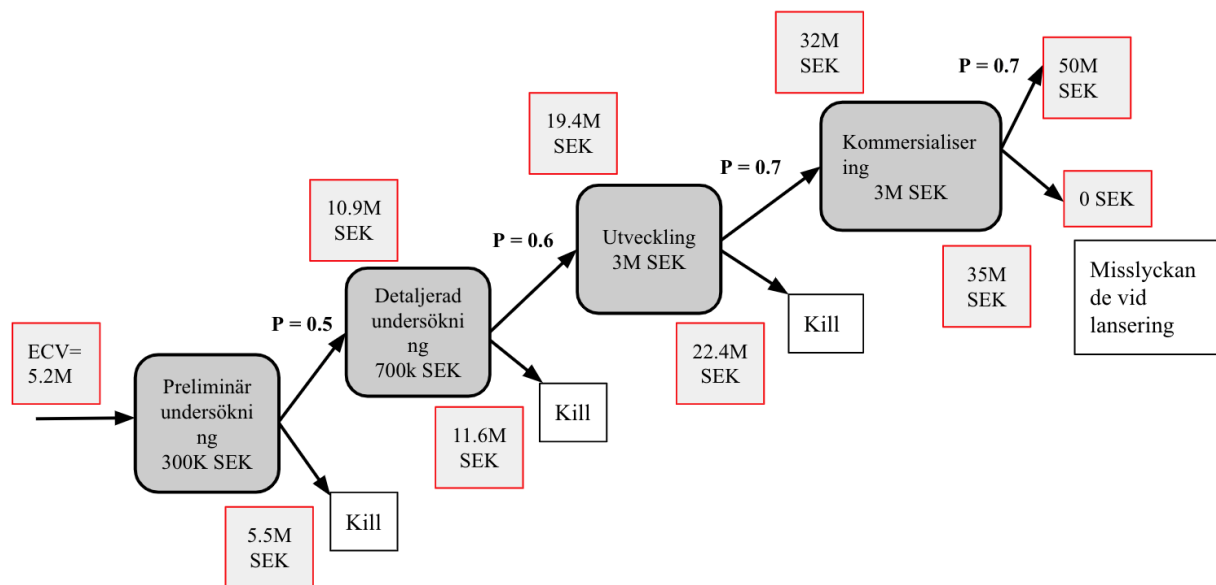 32M
SEK
P = 0.7
50M
SEK
19.4M
SEK
Kommersialiser
ing
3M SEK
P = 0.7
0 SEK
10.9M
SEK
P = 0.6
Utveckling
3M SEK
35M
SEK
Misslyckan
de vid
lansering
Detaljerad
undersökni
ng
700k SEK
Kill
ECV=
5.2M
P = 0.5
22.4M
SEK
Preliminär
undersökni
ng
300K SEK
Kill
11.6M
SEK
Kill
5.5M
SEK